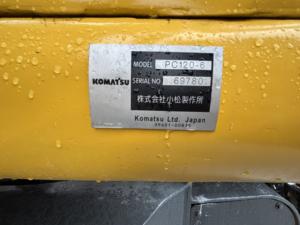 MODEL PC120-6
KOMATSU
SERIAL NO 69780
株式会社小松製作所
Komatsu Ltd. Japan